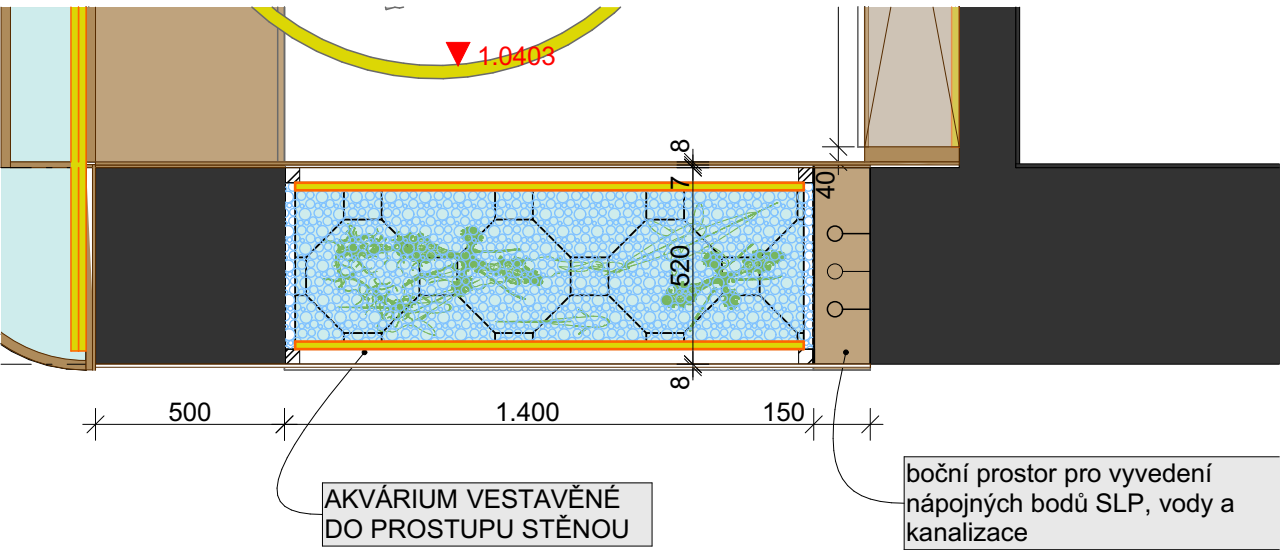 1.0403
8
7
40
520
8
500
1.400
150
AKVÁRIUM VESTAVĚNÉ
DO PROSTUPU STĚNOU
boční prostor pro vyvedení
nápojných bodů SLP, vody a
kanalizace